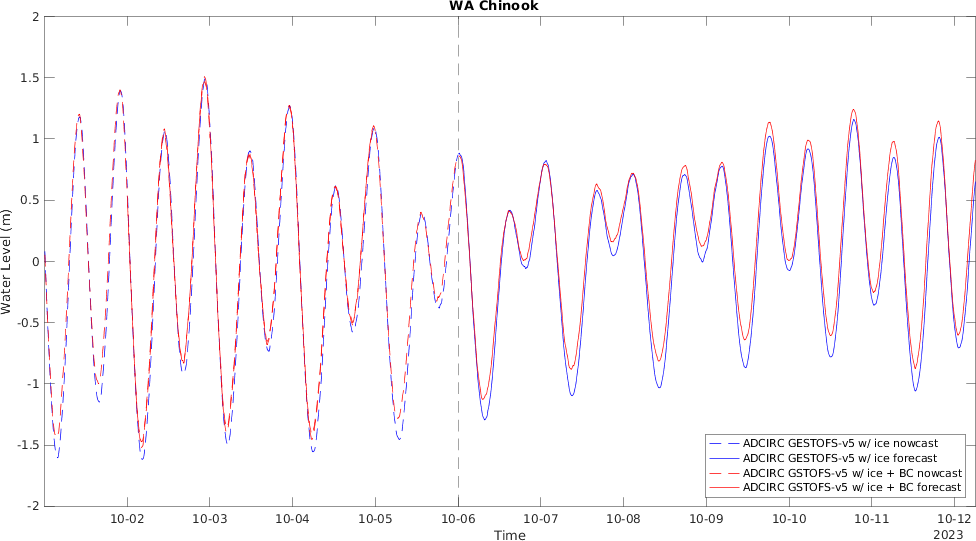 WA Chinook
2
1.5
1
0.5
0
-0.5
-1
-1.5
-2
Water Level (m)
ADCIRC GESTOFS-v5 w/ ice nowcast
ADCIRC GESTOFS-v5 w/ ice forecast
ADCIRC GSTOFS-v5 w/ ice + BC nowcast
ADCIRC GSTOFS-v5 w/ ice + BC forecast
10-02 10-03 10-04 10-05 10-06 10-07 10-08 10-09 10-10 10-11 10-12
Time 2023